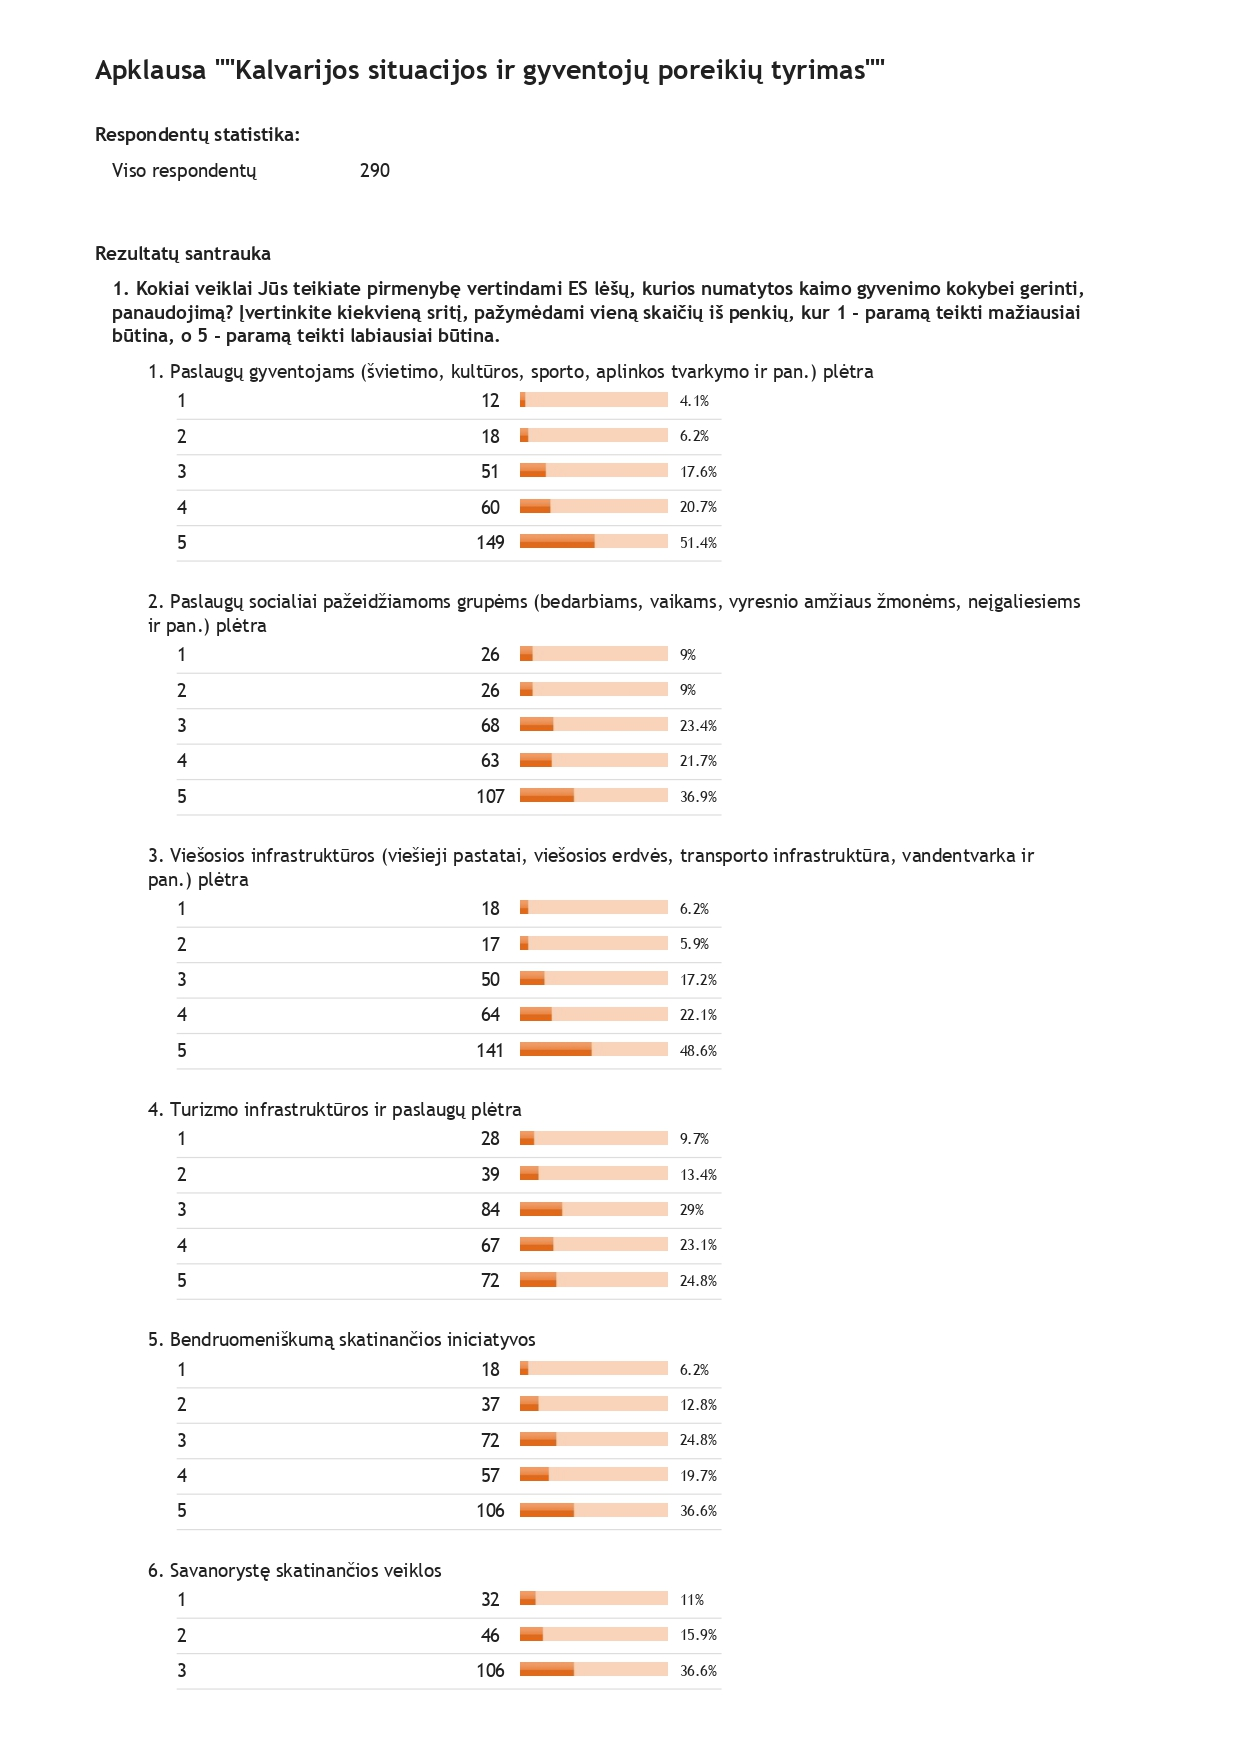 Apklausa ""Kalvarijos situacijos ir gyventojų poreikių tyrimas""
Respondentų statistika:
Viso respondentų 290
Rezultatų santrauka
1. Kokiai veiklai Jūs teikiate pirmenybę vertindami ES lėšų, kurios numatytos kaimo gyvenimo kokybei gerinti,
panaudojimą? Įvertinkite kiekvieną sritį, pažymėdami vieną skaičių iš penkių, kur 1 - paramą teikti mažiausiai
būtina, o 5 - paramą teikti labiausiai būtina.
1. Paslaugų gyventojams (švietimo, kultūros, sporto, aplinkos tvarkymo ir pan.) plėtra
1 12 4.1%
2 18 6.2%
3 51 17.6%
4 60 20.7%
5 149 51.4%
2. Paslaugų socialiai pažeidžiamoms grupėms (bedarbiams, vaikams, vyresnio amžiaus žmonėms, neįgaliesiems
ir pan.) plėtra
1 26 9%
2 26 9%
3 68 23.4%
4 63 21.7%
5 107 36.9%
3. Viešosios infrastruktūros (viešieji pastatai, viešosios erdvės, transporto infrastruktūra, vandentvarka ir
pan.) plėtra
1 18 6.2%
2 17 5.9%
3 50 17.2%
4 64 22.1%
5 141 48.6%
4. Turizmo infrastruktūros ir paslaugų plėtra
1 28 9.7%
2 39 13.4%
3 84 29%
4 67 23.1%
5 72 24.8%
5. Bendruomeniškumą skatinančios iniciatyvos
1 18 6.2%
2 37 12.8%
3 72 24.8%
4 57 19.7%
5 106 36.6%
6. Savanorystę skatinančios veiklos
1 32 11%
2 46 15.9%
3 106 36.6%